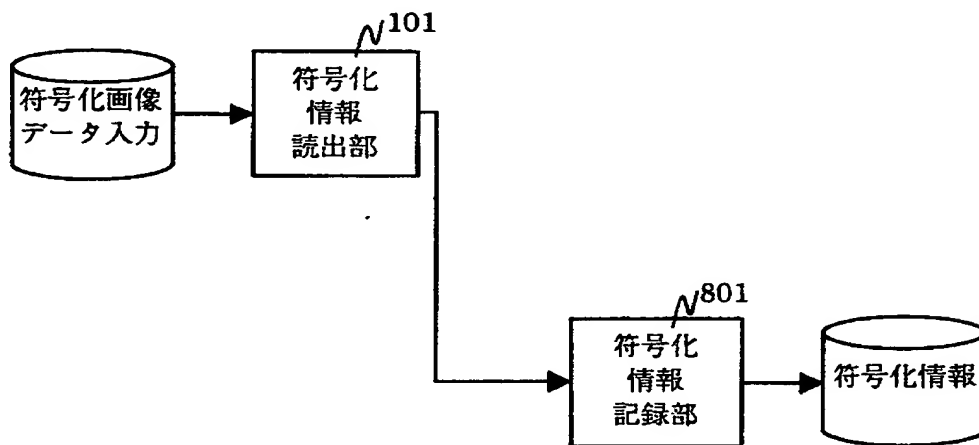 101
符号化画像
データ入力
符号化
情報
読出部
801
符号化
情報
記録部
符号化情報